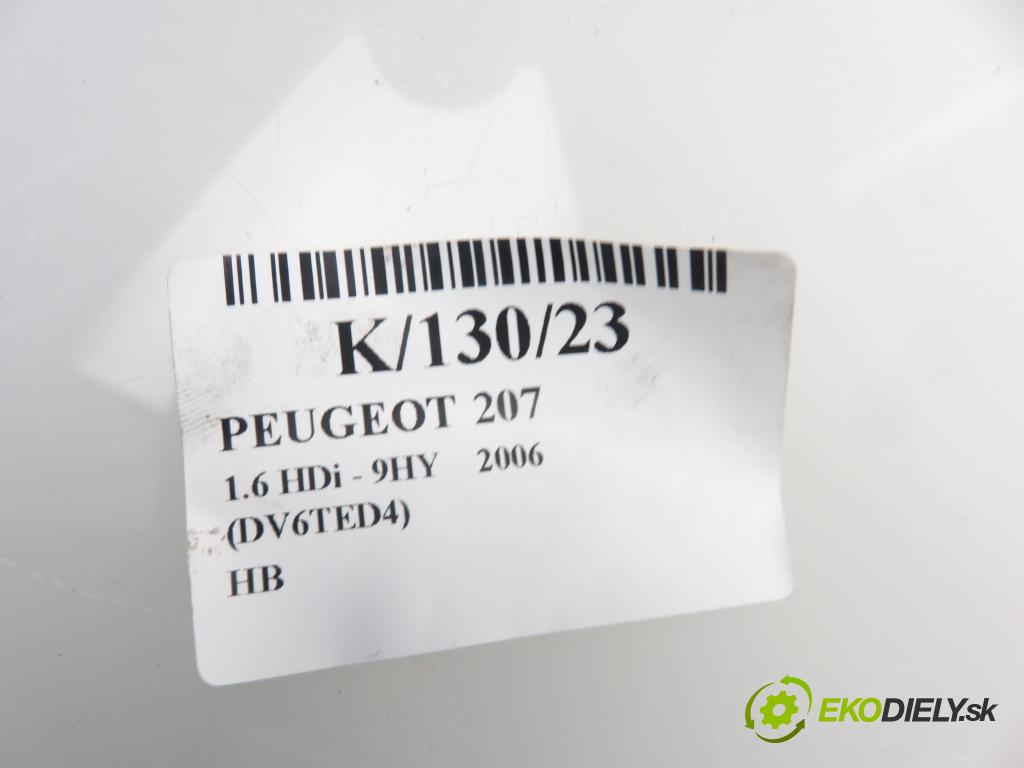 K/130/23
PEUGEOT 207
1.6 HDi - 9HY 2006
(DV6TED4)
HB
EKODIELY.sk